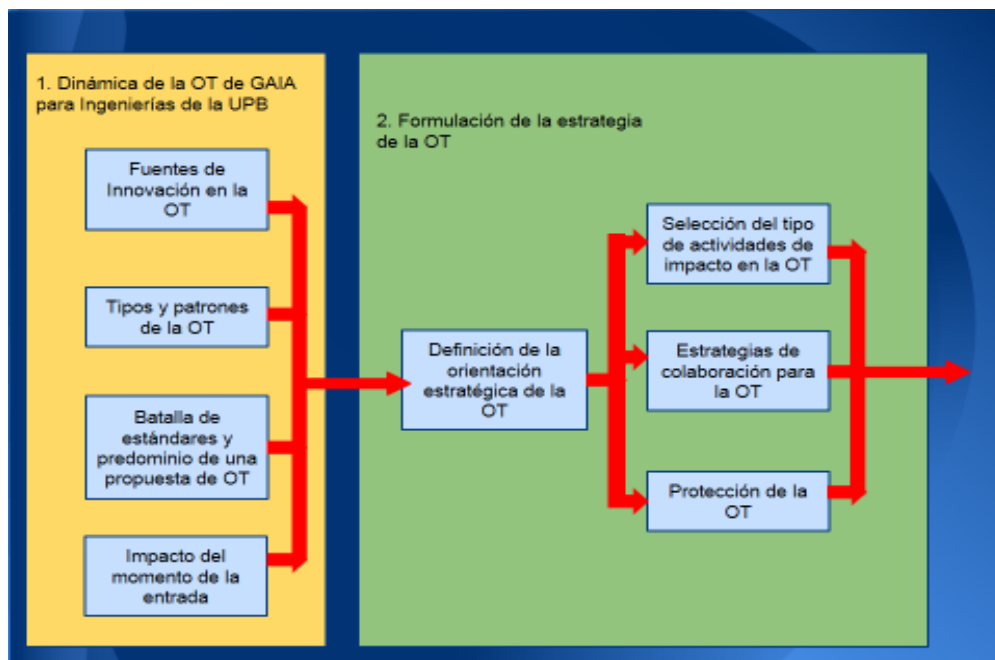 1. Dinámica de la OT de GAIA
para Ingenierías de la UPB
Fuentes de
Innovación en la
OT
Tipos y patrones
de la OT
Batalla de
estándares y
predominio de una
propuesta de OT
Impacto del
momento de la
entrada
2. Formulación de la estrategia
de la OT
Definición de la
orientación
estratégica de la
OT
Selección del tipo
de actividades de
impacto en la OT
Estrategias de
colaboración para
la OT
Protección de la
OT